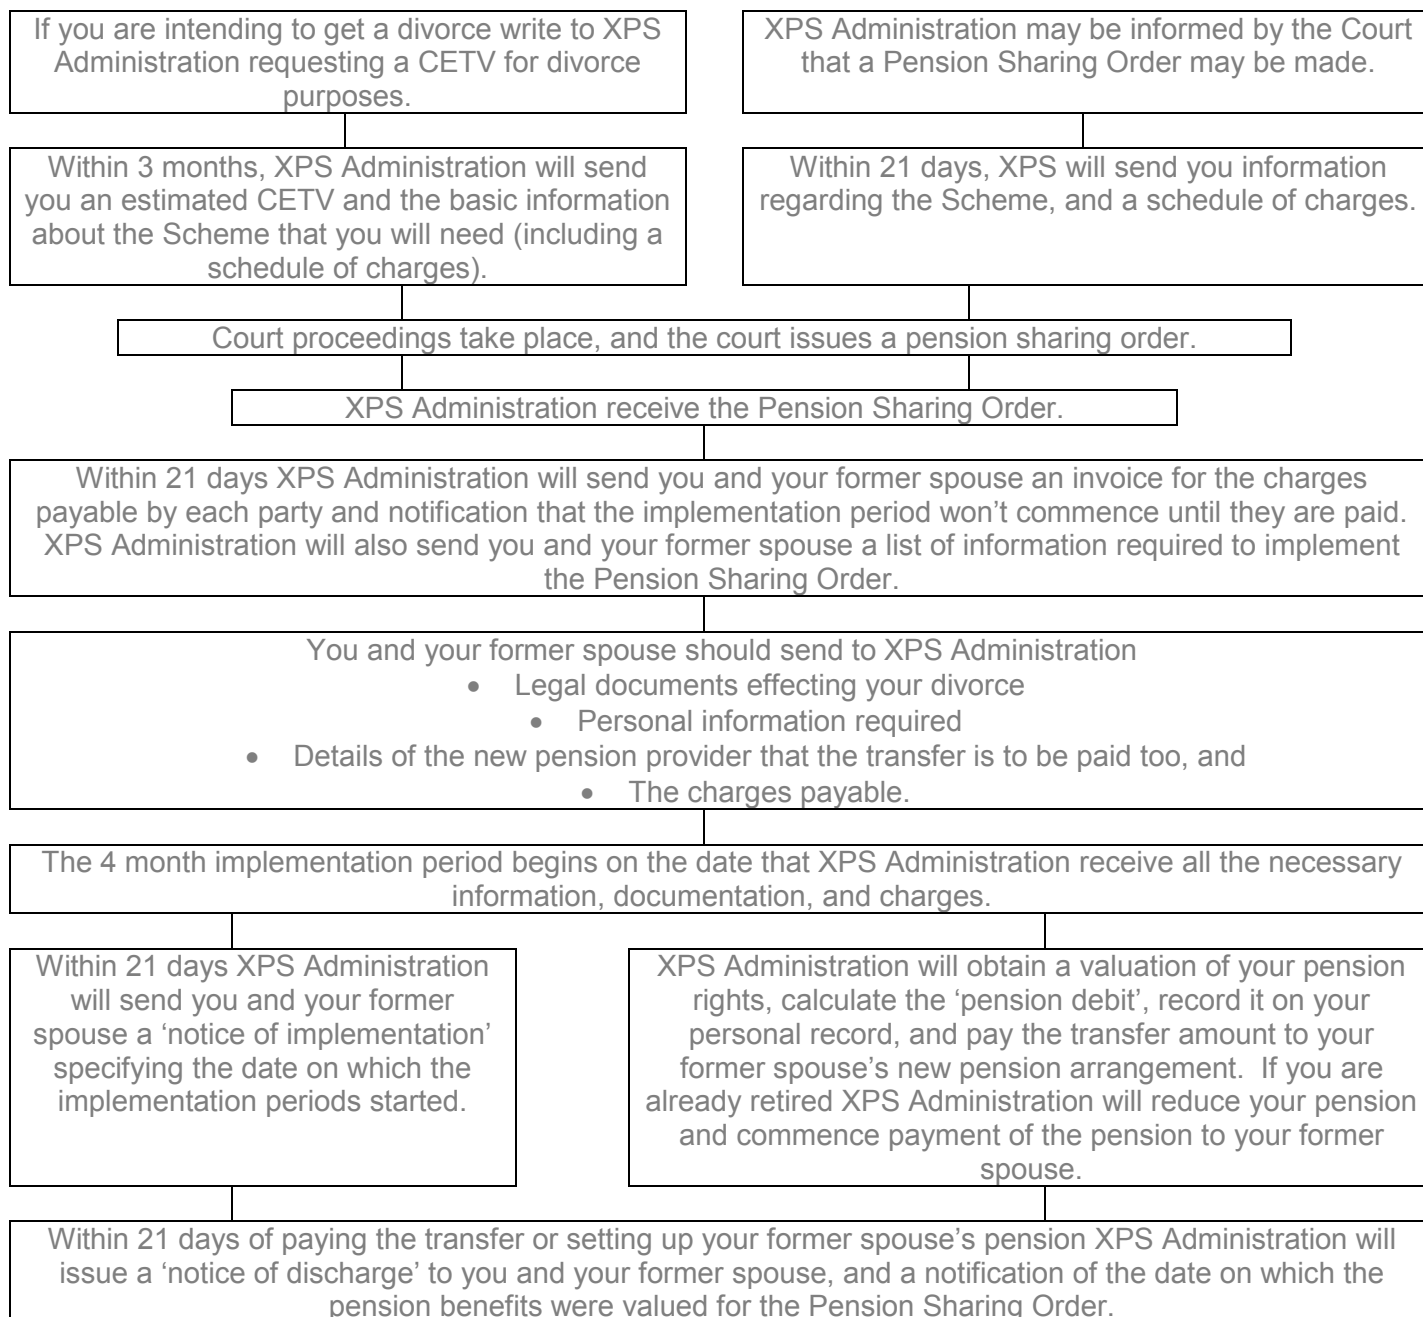 If you are intending to get a divorce write to XPS
Administration requesting a CETV for divorce
purposes.
XPS Administration may be informed by the Court
that a Pension Sharing Order may be made.
Within 3 months, XPS Administration will send
you an estimated CETV and the basic information
about the Scheme that you will need (including a
schedule of charges).
Within 21 days, XPS will send you information
regarding the Scheme, and a schedule of charges.
Court proceedings take place, and the court issues a pension sharing order.
XPS Administration receive the Pension Sharing Order.
Within 21 days XPS Administration will send you and your former spouse an invoice for the charges
payable by each party and notification that the implementation period won’t commence until they are paid.
XPS Administration will also send you and your former spouse a list of information required to implement
the Pension Sharing Order.
You and your former spouse should send to XPS Administration
• Legal documents effecting your divorce
• Personal information required
• Details of the new pension provider that the transfer is to be paid too, and
• The charges payable.
The 4 month implementation period begins on the date that XPS Administration receive all the necessary
information, documentation, and charges.
Within 21 days XPS Administration
will send you and your former
spouse a ‘notice of implementation’
specifying the date on which the
implementation periods started.
XPS Administration will obtain a valuation of your pension
rights, calculate the ‘pension debit’, record it on your
personal record, and pay the transfer amount to your
former spouse’s new pension arrangement.  If you are
already retired XPS Administration will reduce your pension
and commence payment of the pension to your former
spouse.
Within 21 days of paying the transfer or setting up your former spouse’s pension XPS Administration will
issue a ‘notice of discharge’ to you and your former spouse, and a notification of the date on which the
pension benefits were valued for the Pension Sharing Order.